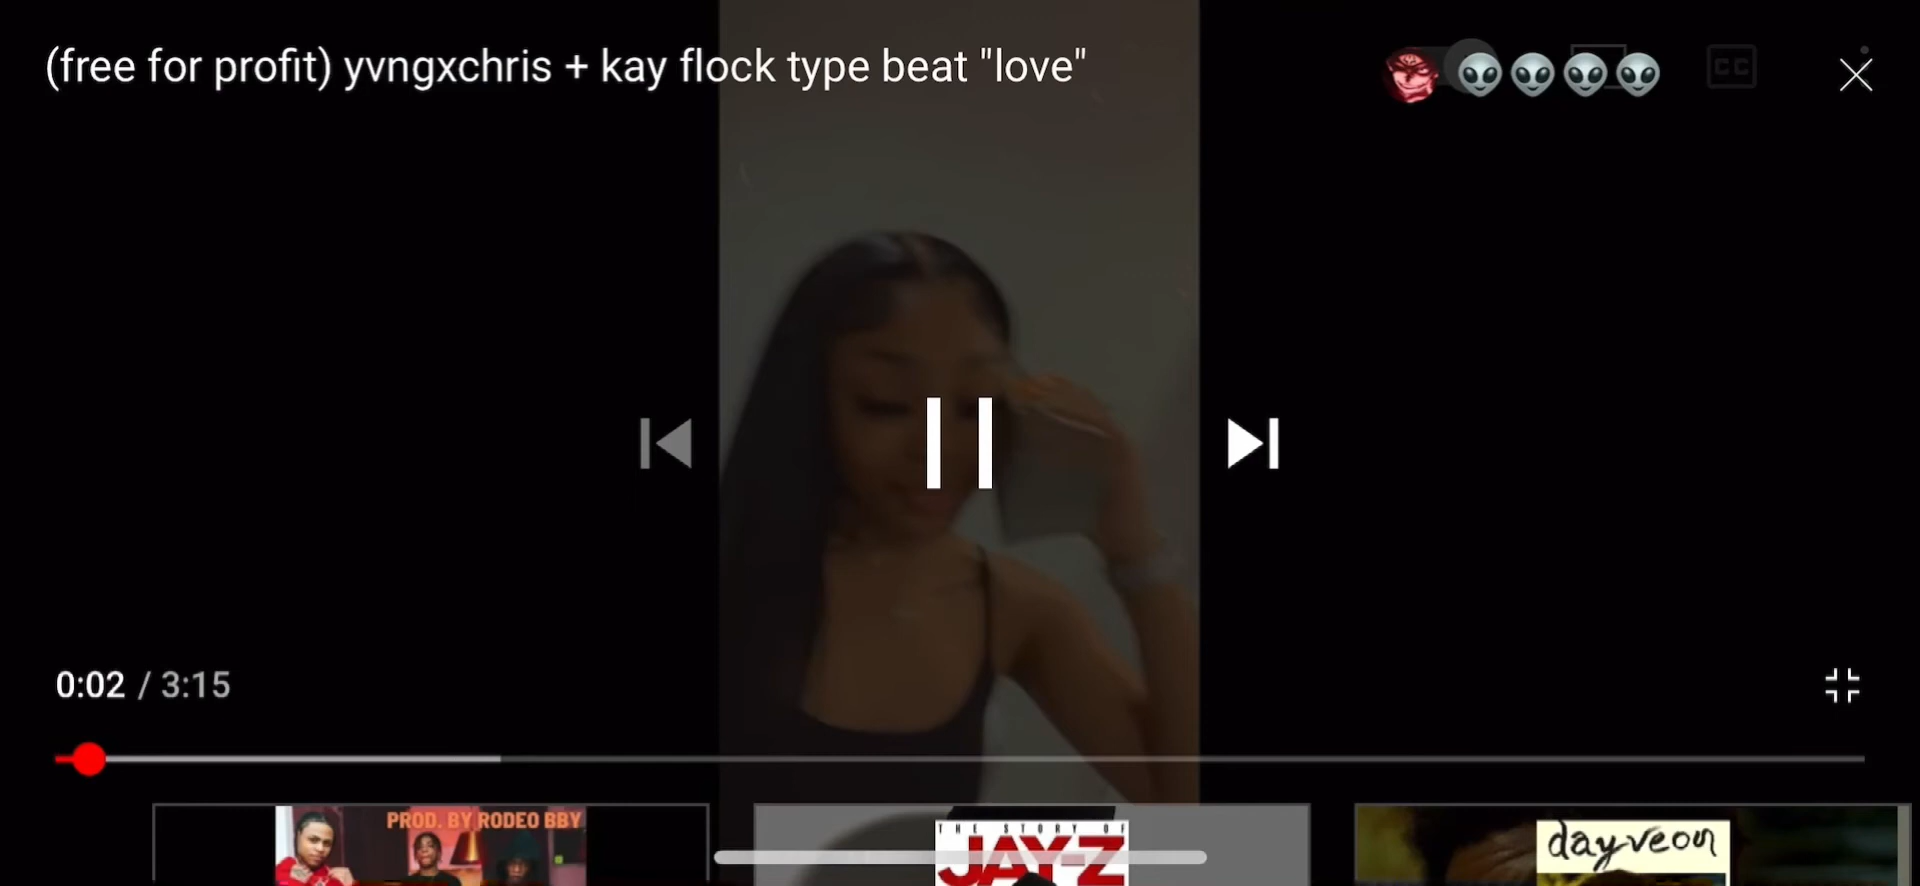 (free for profit) yvngxchris + kay flock type beat "love"
CC
0:02 / 3:15
PROD. BY RODEO BBY
THE STORY OF
JAY-Z
dayveon